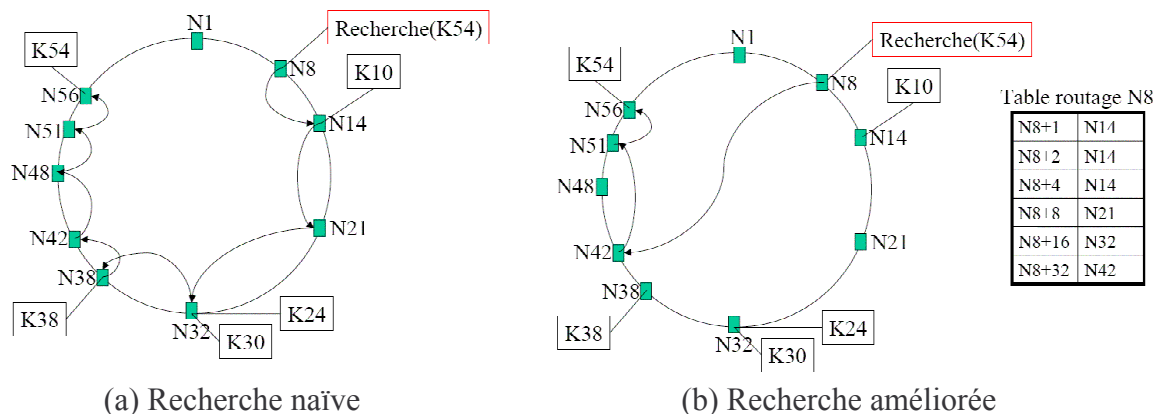 N1
Recherche(K54)
K54
N8
K10
N56
N14
N51
N48
N21
N42
N38
K38
N32
K24
K30
(a) Recherche naïve
N1
Recherche(K54)
K54
N8
K10
N56
N14
N51
N48
N21
N42
N38
K38
N32
K24
K30
Table routage N8
N8+1 N14
N8+2 N14
N8+4 N14
N8+8 N21
N8+16 N32
N8+32 N42
(b) Recherche améliorée